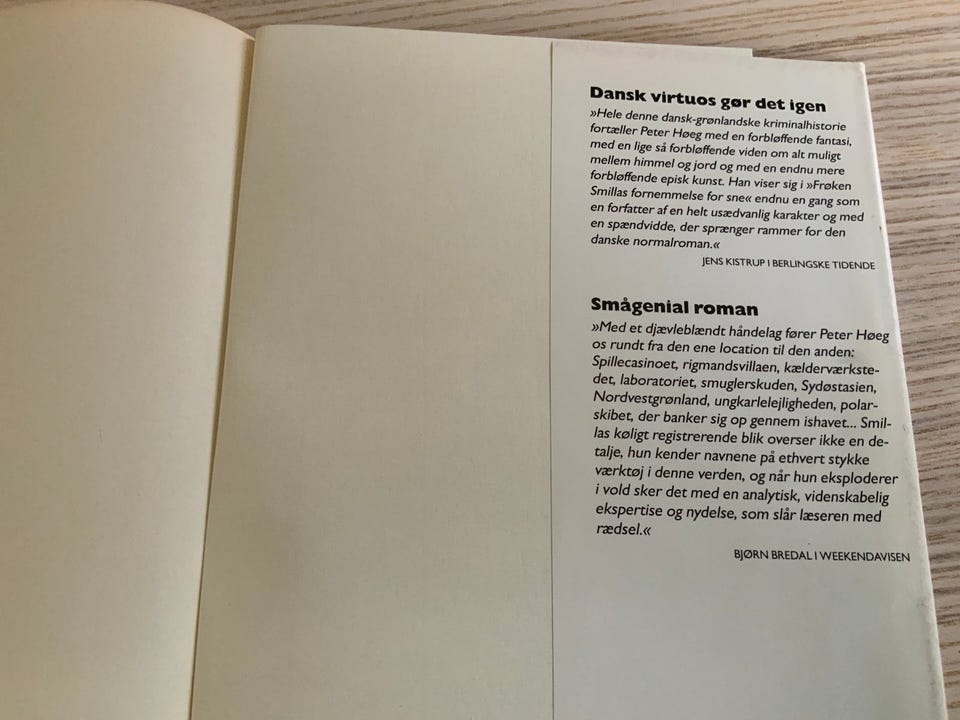 Dansk virtuos gør det igen
»Hele denne dansk-grønlandske kriminalhistorie
fortæller Peter Høeg med en forbløffende fantasi,
med en lige så forbløffende viden om alt muligt
mellem himmel og jord og med en endnu mere
forbløffende episk kunst. Han viser sig i »Frøken
Smillas fornemmelse for sne« endnu en gang som
en forfatter af en helt usædvanlig karakter og med
en spændvidde, der sprænger rammer for den
danske normalroman.«
JENS KISTRUP I BERLINGSKE TIDENDE
Smågenial roman
»Med et djævleblændt håndelag fører Peter Høeg
os rundt fra den ene location til den anden:
Spillecasinoet, rigmandsvillaen, kælderværkste-
det, laboratoriet, smuglerskuden, Sydøstasien,
Nordvestgrønland, ungkarlelejligheden, polar-
skibet, der banker sig op gennem ishavet... Smil-
las køligt registrerende blik overser ikke en de-
talje, hun kender navnene på ethvert stykke
værktøj i denne verden, og når hun eksploderer
i vold sker det med en analytisk, videnskabelig
ekspertise og nydelse, som slår læseren med
rædsel.«
BJØRN BREDAL I WEEKENDAVISEN